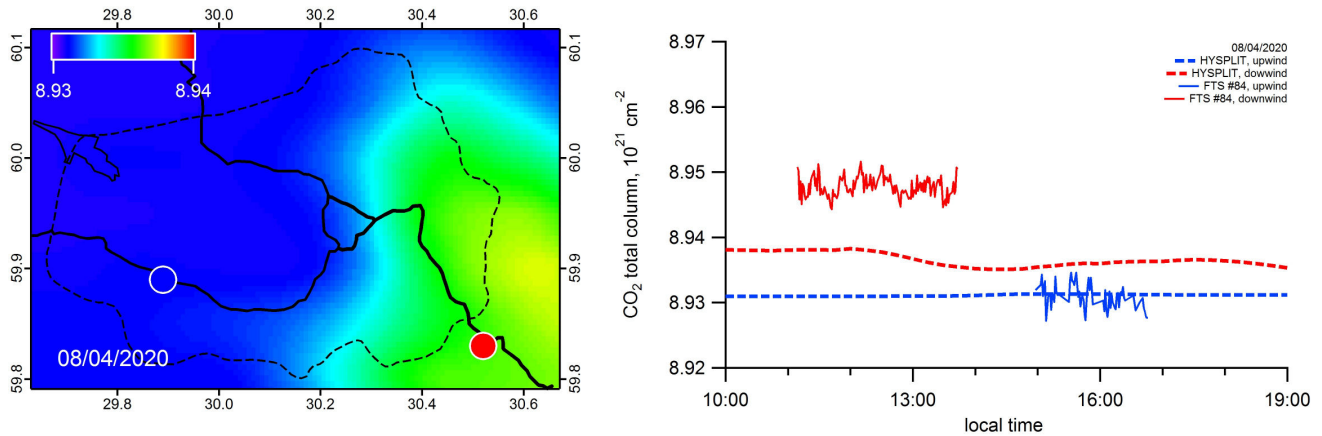 29.8 30.0 30.2 30.4 30.6
60.1 60.1
8.93 8.94
60.0 60.0
59.9 59.9
08/04/2020
59.8 59.8
29.8 30.0 30.2 30.4 30.6
8.97
8.96
8.95
8.94
8.93
8.92
CO2 total column, 10^21 cm^-2
08/04/2020
HYSPLIT, upwind
HYSPLIT, dowwind
FTS #84, upwind
FTS #84, downwind
10:00 13:00 16:00 19:00
local time